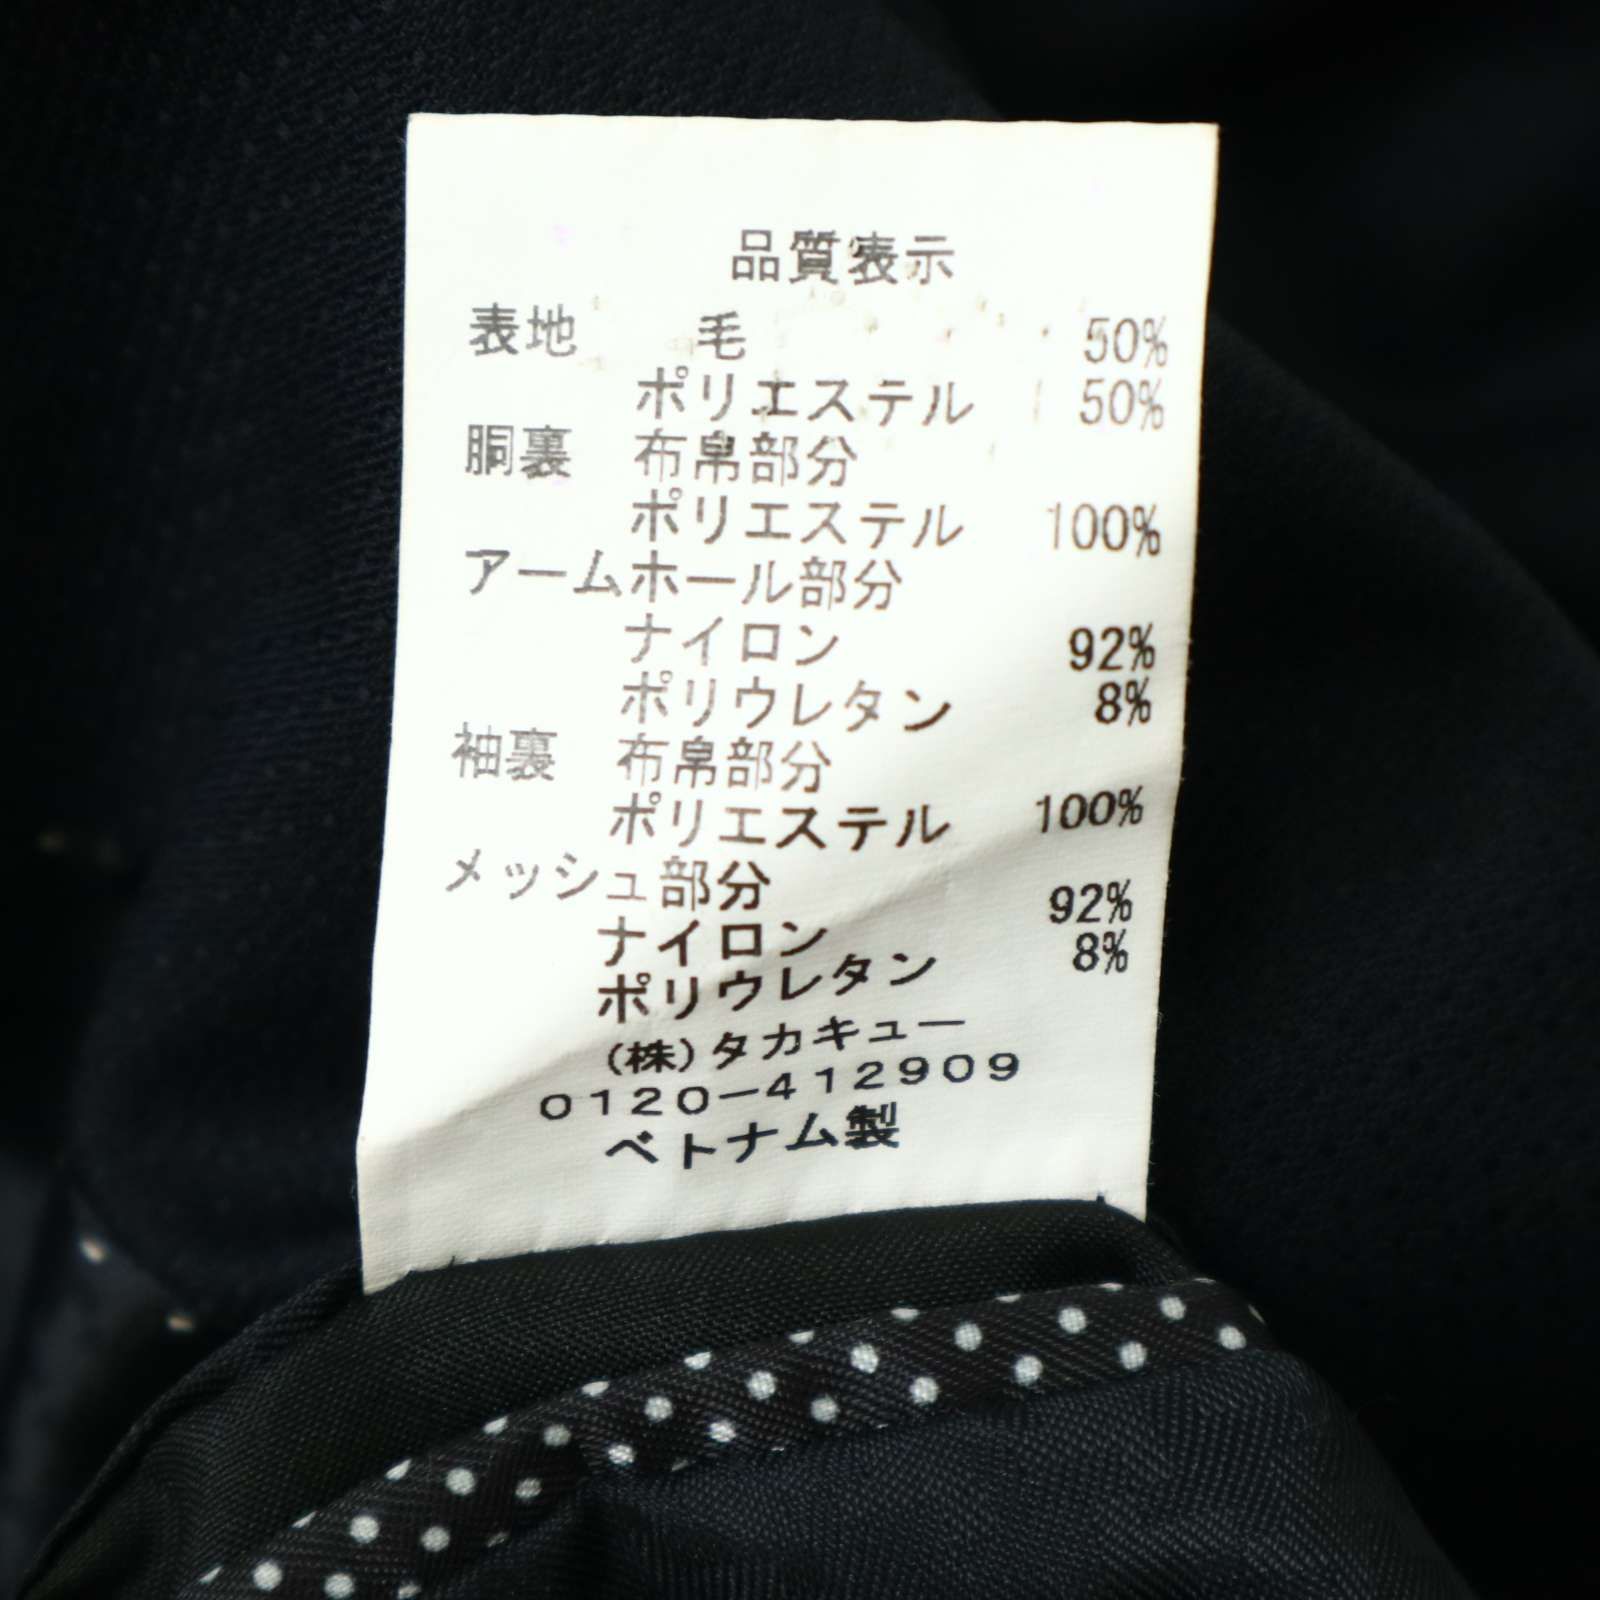 品質表示
表地 毛 50%
ポリエステル 50%
胴裏 布帛部分
ポリエステル 100%
アームホール部分
ナイロン 92%
ポリウレタン 8%
袖裏 布帛部分
ポリエステル 100%
メッシュ部分
ナイロン 92%
ポリウレタン 8%
(株)タカキュー
0120-412909
ベトナム製